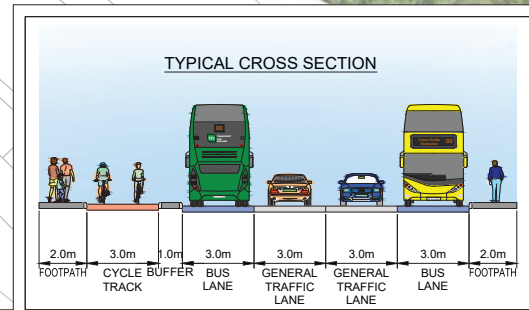 TYPICAL CROSS SECTION
2.0m 3.0m 1.0m 3.0m 3.0m 3.0m 3.0m 2.0m
FOOTPATH CYCLE TRACK BUFFER BUS LANE GENERAL TRAFFIC LANE GENERAL TRAFFIC LANE BUS LANE FOOTPATH